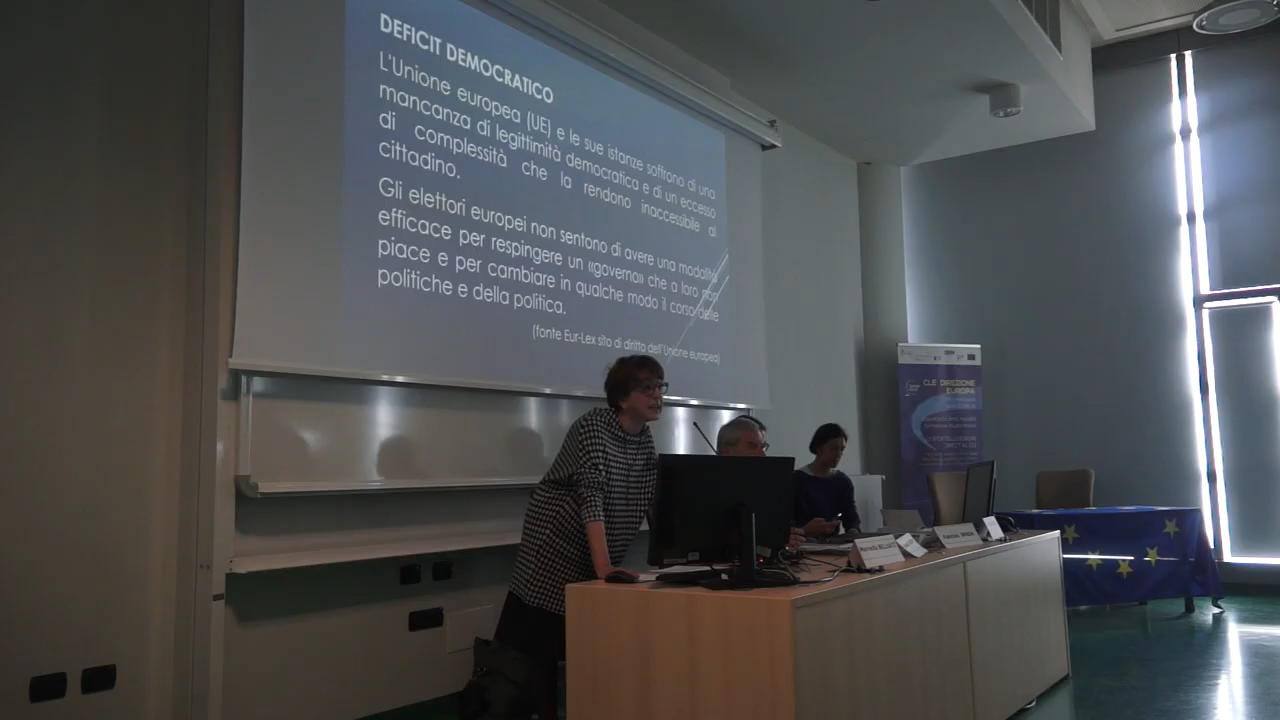 DEFICIT DEMOCRATICO
L'Unione europea (UE) e le sue istanze soffrono di una
mancanza di legittimità democratica e di un eccesso
di complessità che la rendono inaccessibile al
cittadino.
Gli elettori europei non sentono di avere una modalità
efficace per respingere un «governo» che a loro non
piace e per cambiare in qualche modo il corso delle
politiche e della politica.
(fonte Eur-Lex sito di diritto dell'Unione europea)
DIREZIONE
EUROPA